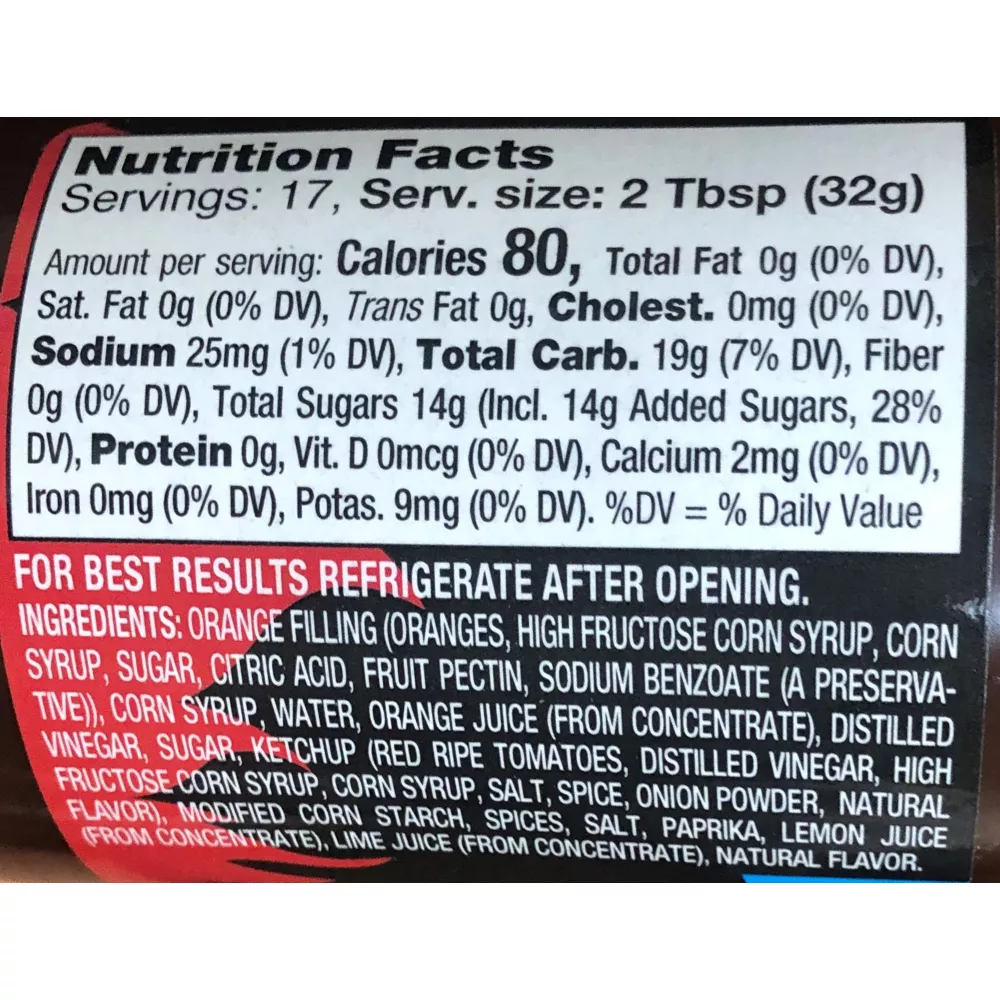 Nutrition Facts
Servings: 17, Serv. size: 2 Tbsp (32g)
Amount per serving: Calories 80, Total Fat 0g (0% DV),
Sat. Fat 0g (0% DV), Trans Fat 0g, Cholest. 0mg (0% DV),
Sodium 25mg (1% DV), Total Carb. 19g (7% DV), Fiber
0g (0% DV), Total Sugars 14g (Incl. 14g Added Sugars, 28%
DV), Protein 0g, Vit. D 0mcg (0% DV), Calcium 2mg (0% DV),
Iron 0mg (0% DV), Potas. 9mg (0% DV). %DV = % Daily Value
FOR BEST RESULTS REFRIGERATE AFTER OPENING.
INGREDIENTS: ORANGE FILLING (ORANGES, HIGH FRUCTOSE CORN SYRUP, CORN
SYRUP, SUGAR, CITRIC ACID, FRUIT PECTIN, SODIUM BENZOATE (A PRESERVA-
TIVE)), CORN SYRUP, WATER, ORANGE JUICE (FROM CONCENTRATE), DISTILLED
VINEGAR, SUGAR, KETCHUP (RED RIPE TOMATOES, DISTILLED VINEGAR, HIGH
FRUCTOSE CORN SYRUP, CORN SYRUP, SALT, SPICE, ONION POWDER, NATURAL
FLAVOR), MODIFIED CORN STARCH, SPICES, SALT, PAPRIKA, LEMON JUICE
(FROM CONCENTRATE), LIME JUICE (FROM CONCENTRATE), NATURAL FLAVOR.